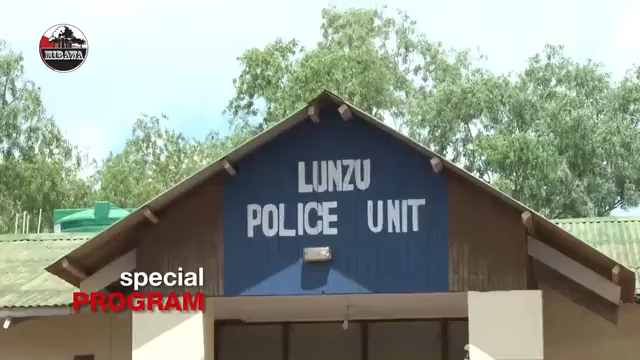 MIBAWA
LUNZU
POLICE UNIT
special
PROGRAM